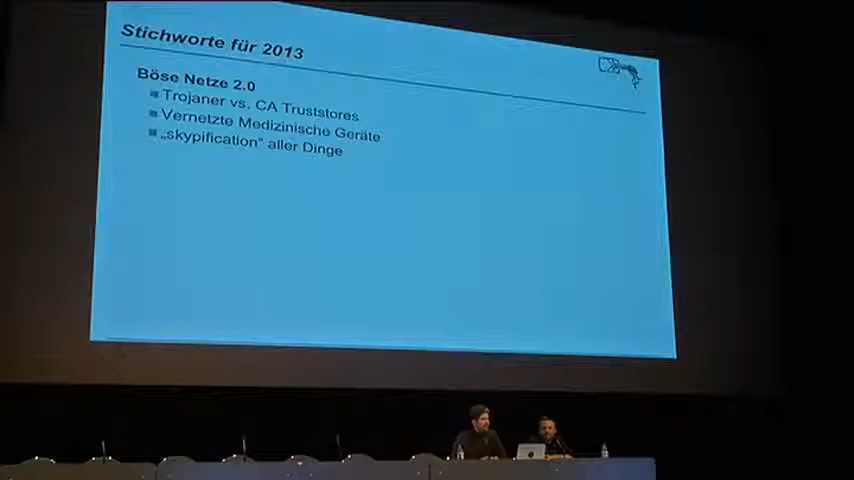 Stichworte für 2013
Böse Netze 2.0
Trojaner vs. CA Truststores
Vernetzte Medizinische Geräte
„skypification“ aller Dinge